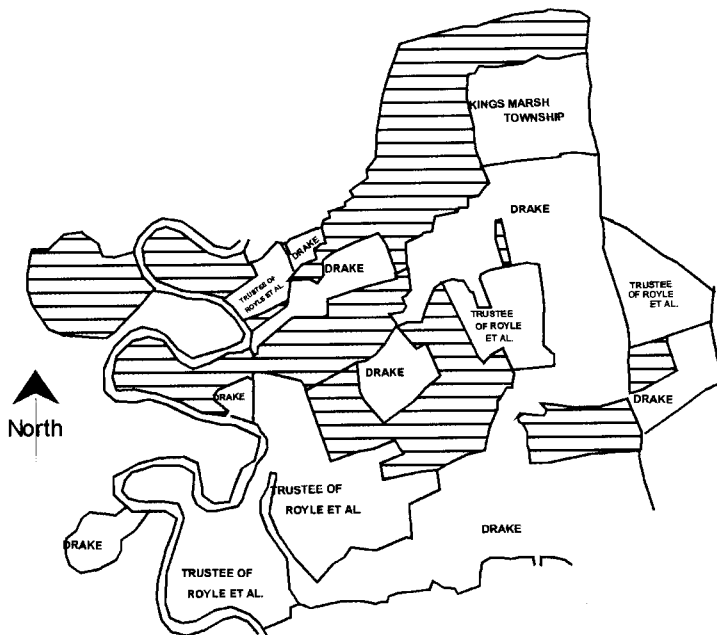 KINGS MARSH
TOWNSHIP
DRAKE
DRAKE
DRAKE
TRUSTEE OF
ROYLE ET AL
TRUSTEE
OF ROYLE
ET AL.
TRUSTEE
OF ROYLE
ET AL.
DRAKE
DRAKE
DRAKE
North
TRUSTEE OF
ROYLE ET AL
DRAKE
DRAKE
TRUSTEE OF
ROYLE ET AL.